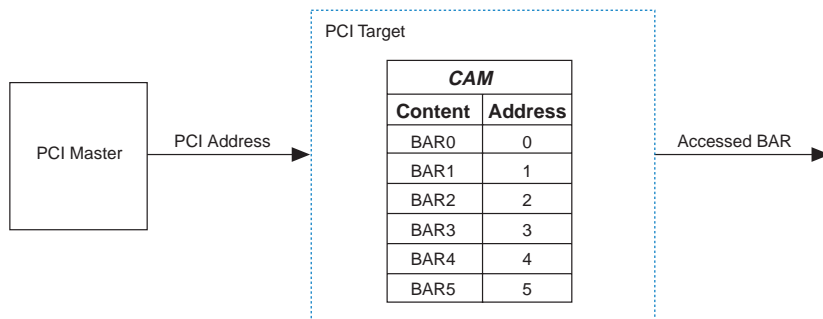 PCI Target
CAM
Content Address
PCI Master
PCI Address
Accessed BAR
BAR0 0
BAR1 1
BAR2 2
BAR3 3
BAR4 4
BAR5 5